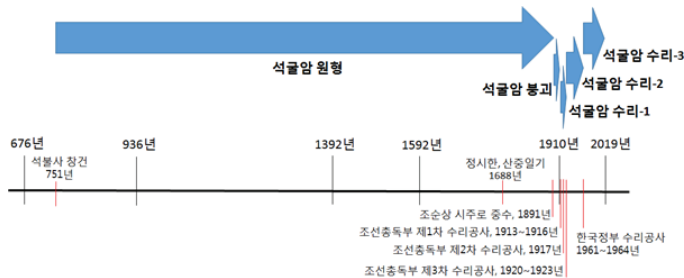 석굴암 원형
석굴암 붕괴
석굴암 수리-3
석굴암 수리-2
석굴암 수리-1
676년
936년
1392년
1592년
1910년
2019년
석불사 창건
751년
정시한, 산중일기
1688년
조순상 시주로 중수, 1891년
조선총독부 제1차 수리공사, 1913~1916년
조선총독부 제2차 수리공사, 1917년
조선총독부 제3차 수리공사, 1920~1923년
한국정부 수리공사
1961~1964년